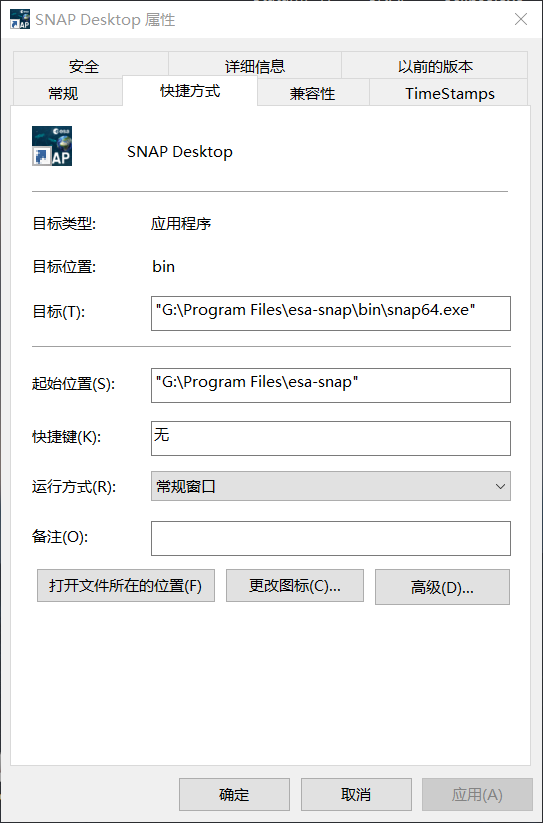 SNAP Desktop 属性
安全 详细信息 以前的版本
常规 快捷方式 兼容性 TimeStamps
esa
AP
SNAP Desktop
目标类型: 应用程序
目标位置: bin
目标(T): "G:\Program Files\esa-snap\bin\snap64.exe"
起始位置(S): "G:\Program Files\esa-snap"
快捷键(K): 无
运行方式(R): 常规窗口
备注(O):
打开文件所在的位置(F) 更改图标(C)... 高级(D)...
确定 取消 应用(A)